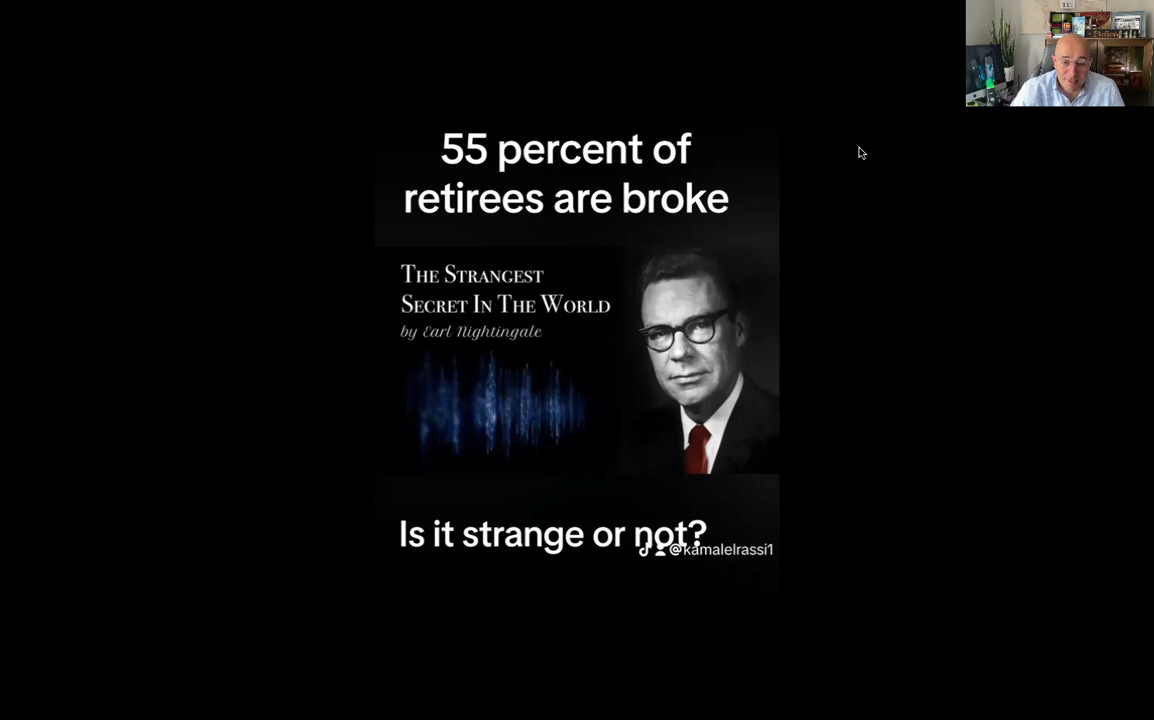 55 percent of
retirees are broke
The Strangest
Secret In The World
by Earl Nightingale
Is it strange or not?
@kamalelrassi1